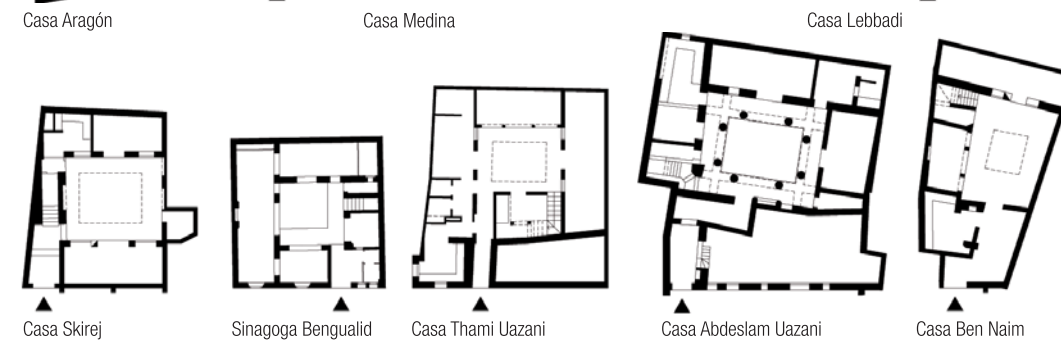 Casa Aragón
Casa Medina
Casa Lebbadi
Casa Skirej
Sinagoga Bengualid
Casa Thami Uazani
Casa Abdeslam Uazani
Casa Ben Naim